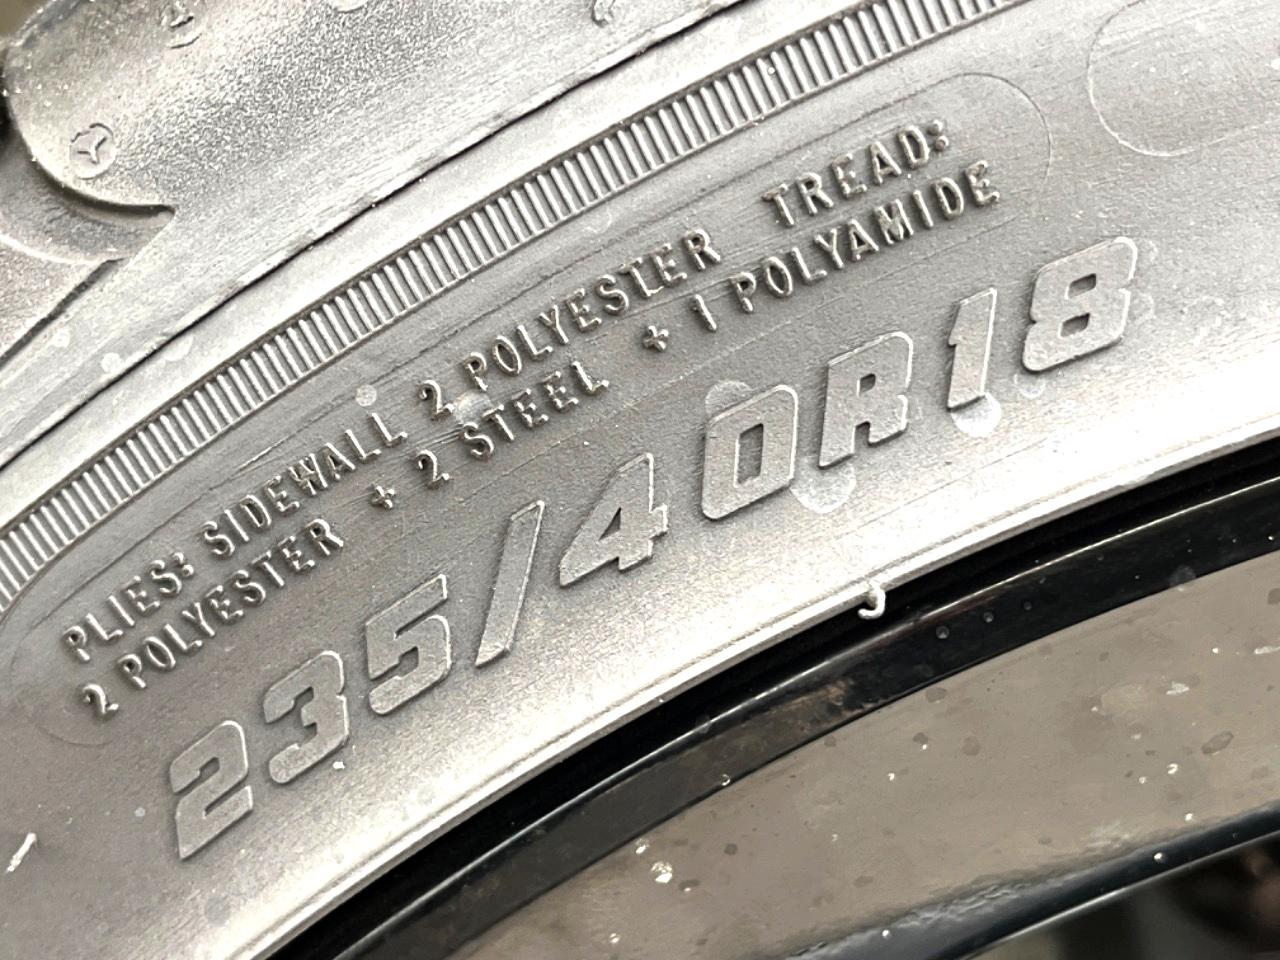 PLIES: SIDEWALL 2 POLYESTER TREAD:
2 POLYESTER + 2 STEEL + 1 POLYAMIDE
235/40R18